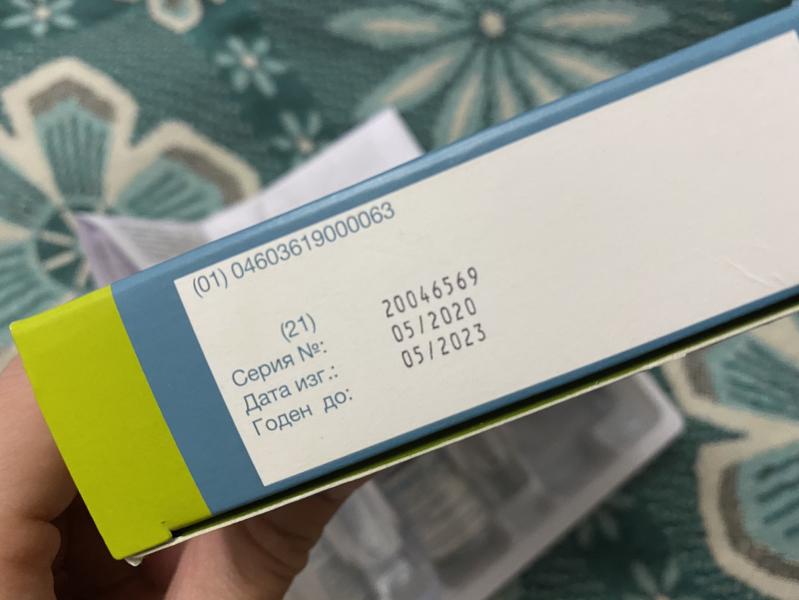 (01) 04603619000063
(21)
Серия №: 20046569
Дата изг.: 05/2020
Годен до: 05/2023